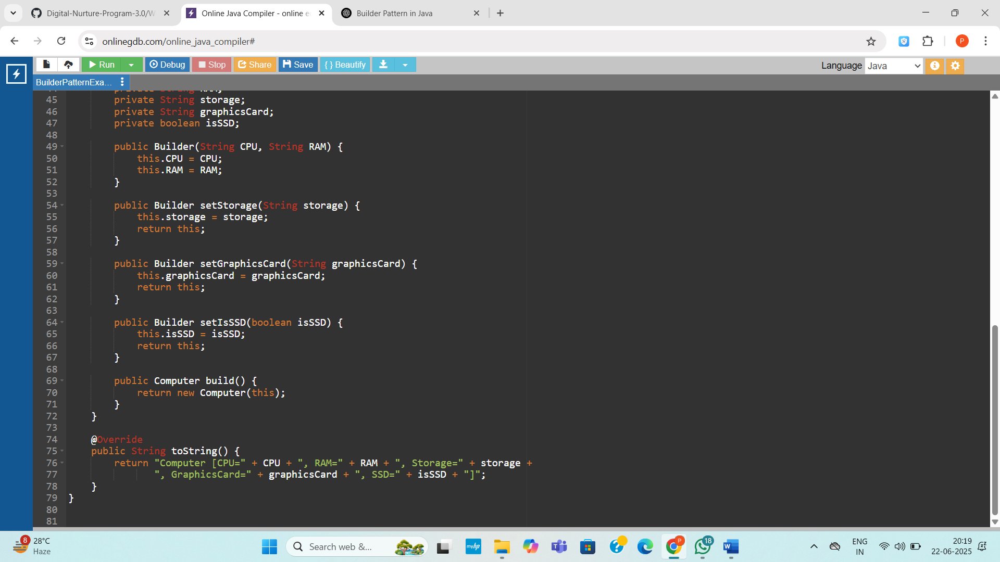 Digital-Nurture-Program-3.0/W
Online Java Compiler - online e
Builder Pattern in Java
onlinegdb.com/online_java_compiler#
P
Run
Debug
Stop
Share
Save
{ } Beautify
Language
Java
BuilderPatternExa...
44 private String RAM;
45 private String storage;
46 private String graphicsCard;
47 private boolean isSSD;
48
49 public Builder(String CPU, String RAM) {
50 this.CPU = CPU;
51 this.RAM = RAM;
52 }
53
54 public Builder setStorage(String storage) {
55 this.storage = storage;
56 return this;
57 }
58
59 public Builder setGraphicsCard(String graphicsCard) {
60 this.graphicsCard = graphicsCard;
61 return this;
62 }
63
64 public Builder setIsSSD(boolean isSSD) {
65 this.isSSD = isSSD;
66 return this;
67 }
68
69 public Computer build() {
70 return new Computer(this);
71 }
72 }
73
74 @Override
75 public String toString() {
76 return "Computer [CPU=" + CPU + ", RAM=" + RAM + ", Storage=" + storage +
77 ", GraphicsCard=" + graphicsCard + ", SSD=" + isSSD + "]";
78 }
79 }
80
81
8
28°C
Haze
Search web &...
myhp
P
18
ENG
IN
20:19
22-06-2025